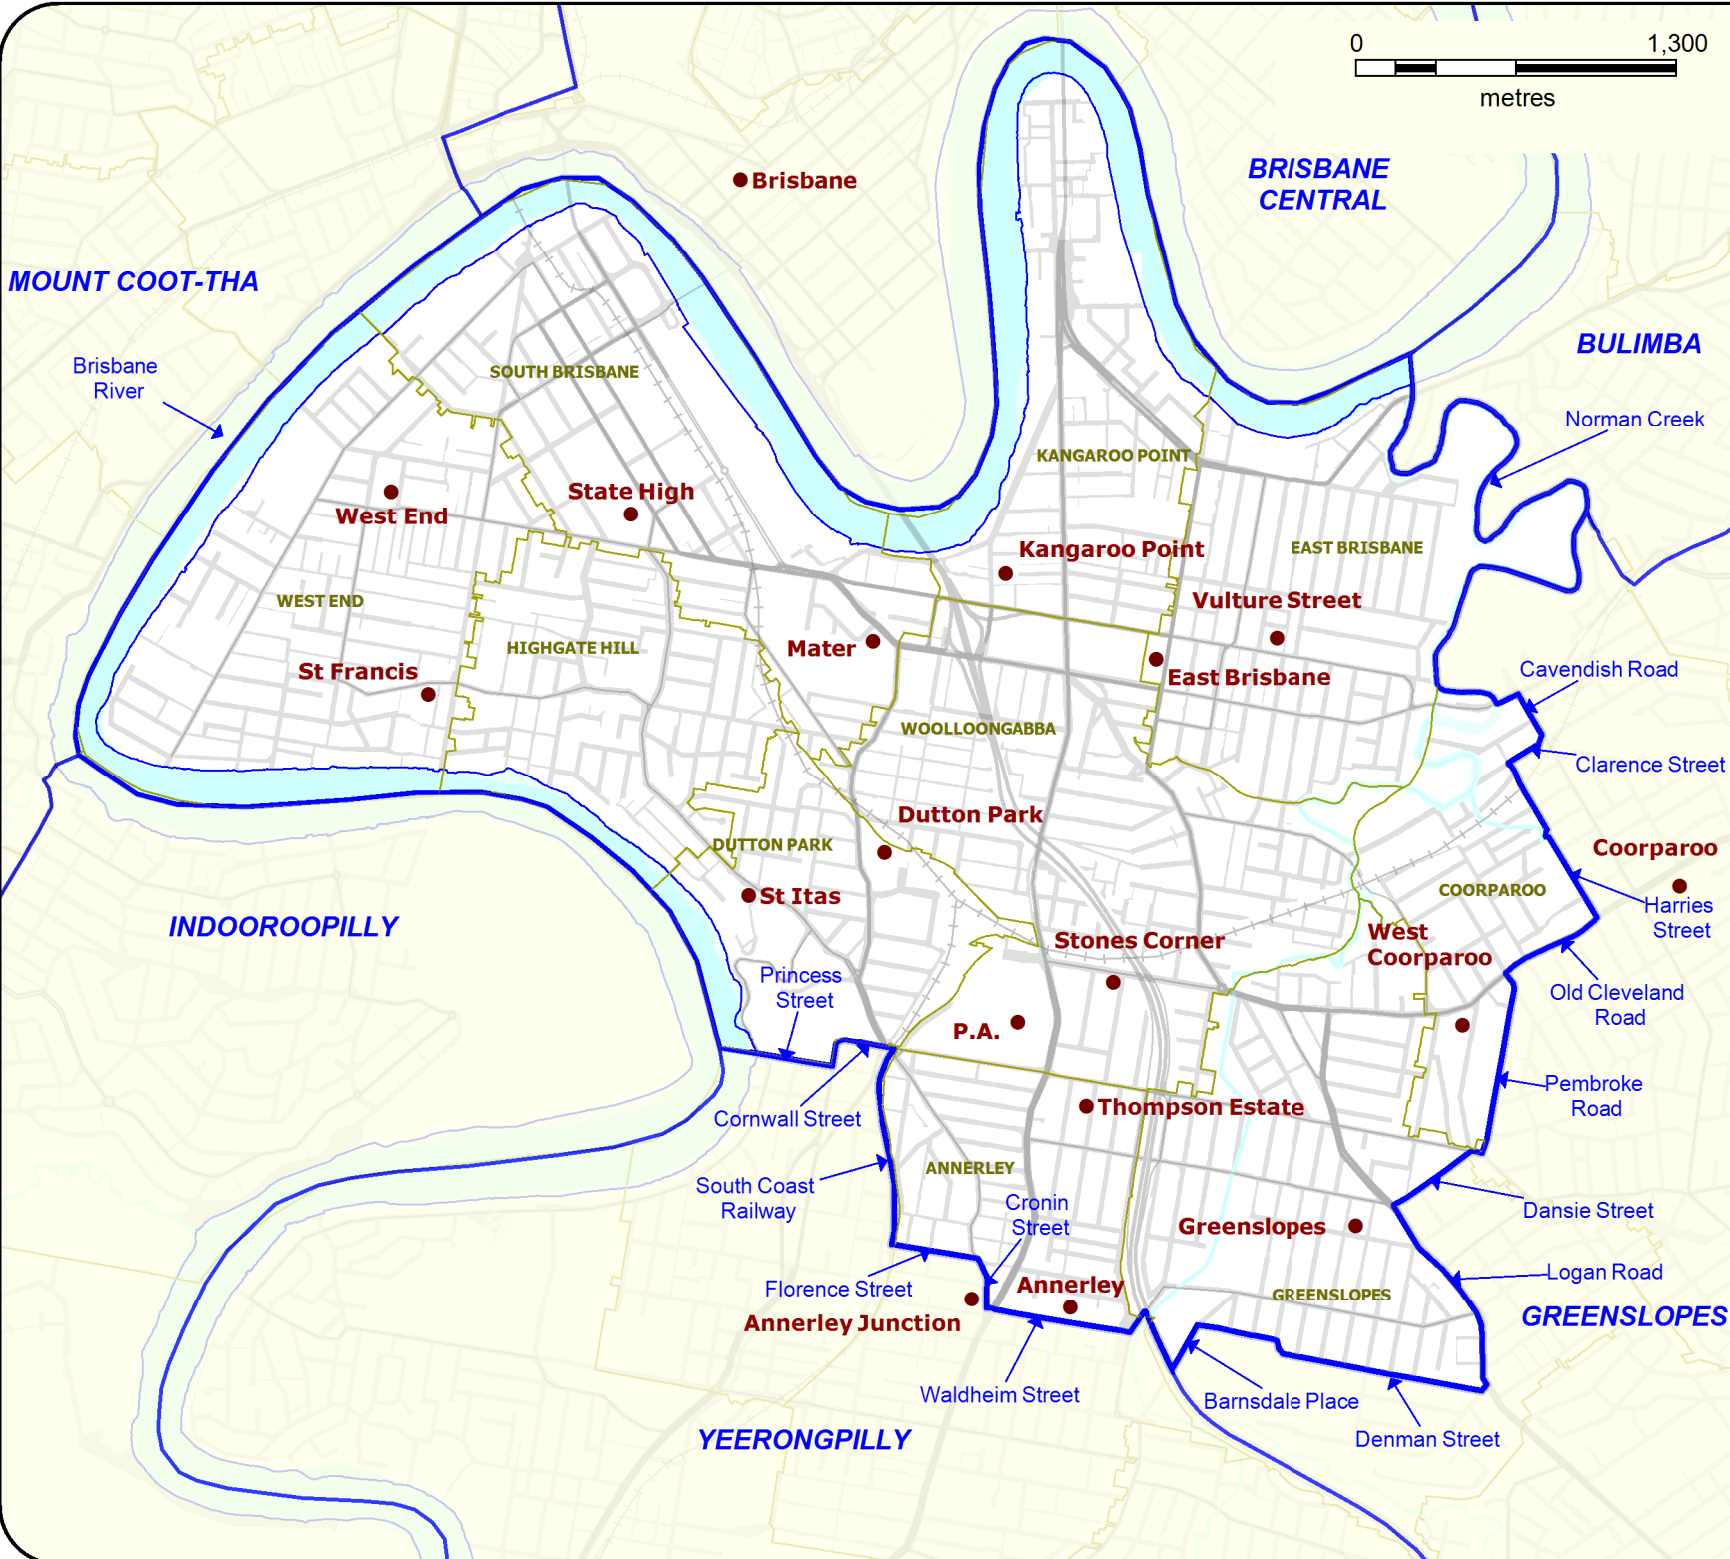 0 1,300
metres
BRISBANE
CENTRAL
Brisbane
MOUNT COOT-THA
BULIMBA
Brisbane
River
SOUTH BRISBANE
Norman Creek
KANGAROO POINT
State High
West End
Kangaroo Point
EAST BRISBANE
WEST END
Vulture Street
HIGHGATE HILL
Mater
St Francis
East Brisbane
Cavendish Road
WOOLLOONGABBA
Clarence Street
Dutton Park
DUTTON PARK
Coorparoo
COORPAROO
St Itas
Harries
Street
INDOOROOPILLY
Stones Corner
West
Coorparoo
Princess
Street
Old Cleveland
Road
P.A.
Pembroke
Road
Cornwall Street
Thompson Estate
ANNERLEY
South Coast
Railway
Cronin
Street
Dansie Street
Greenslopes
Logan Road
Florence Street
Annerley
GREENSLOPES
GREENSLOPES
Annerley Junction
Waldheim Street
Barnsdale Place
YEERONGPILLY
Denman Street